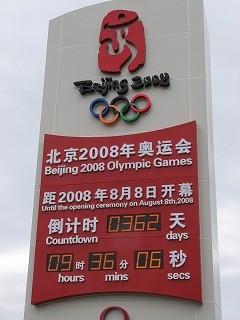 Beijing 2008
北京2008年奥运会
Beijing 2008 Olympic Games
距2008年8月8日开幕
Until the opening ceremony on August8th,2008
倒计时 0362 天
Countdown days
09 时 36 分 06 秒
hours mins secs